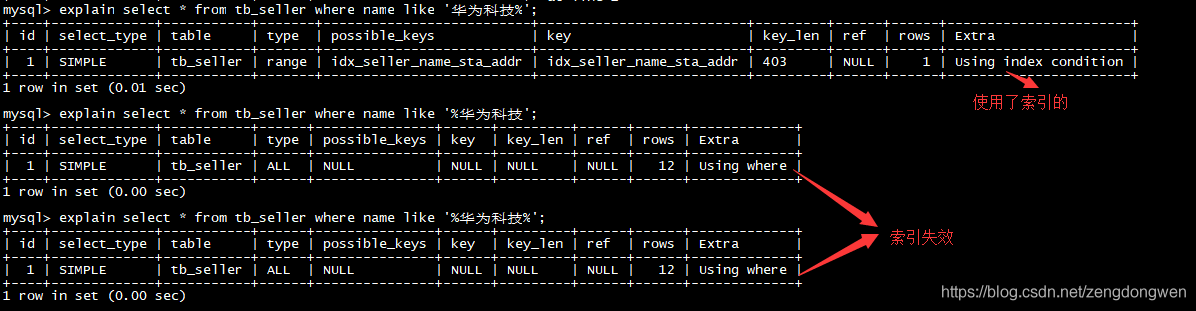 mysql> explain select * from tb_seller where name like '华为科技%';
| id | select_type | table | type | possible_keys | key | key_len | ref | rows | Extra |
| 1 | SIMPLE | tb_seller | range | idx_seller_name_sta_addr | idx_seller_name_sta_addr | 403 | NULL | 1 | Using index condition |
1 row in set (0.01 sec)
使用了索引的
mysql> explain select * from tb_seller where name like '%华为科技';
| id | select_type | table | type | possible_keys | key | key_len | ref | rows | Extra |
| 1 | SIMPLE | tb_seller | ALL | NULL | NULL | NULL | NULL | 12 | Using where |
1 row in set (0.00 sec)
mysql> explain select * from tb_seller where name like '%华为科技%';
索引失效
| id | select_type | table | type | possible_keys | key | key_len | ref | rows | Extra |
| 1 | SIMPLE | tb_seller | ALL | NULL | NULL | NULL | NULL | 12 | Using where |
1 row in set (0.00 sec)
https://blog.csdn.net/zengdongwen